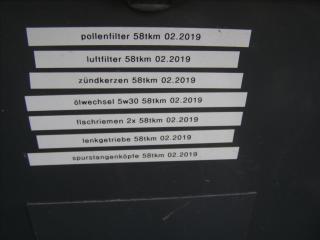 pollenfilter 58tkm 02.2019
luftfilter 58tkm 02.2019
zündkerzen 58tkm 02.2019
ölwechsel 5w30 58tkm 02.2019
flachriemen 2x 58tkm 02.2019
lenkgetriebe 58tkm 02.2019
spurstangenköpfe 58tkm 02.2019